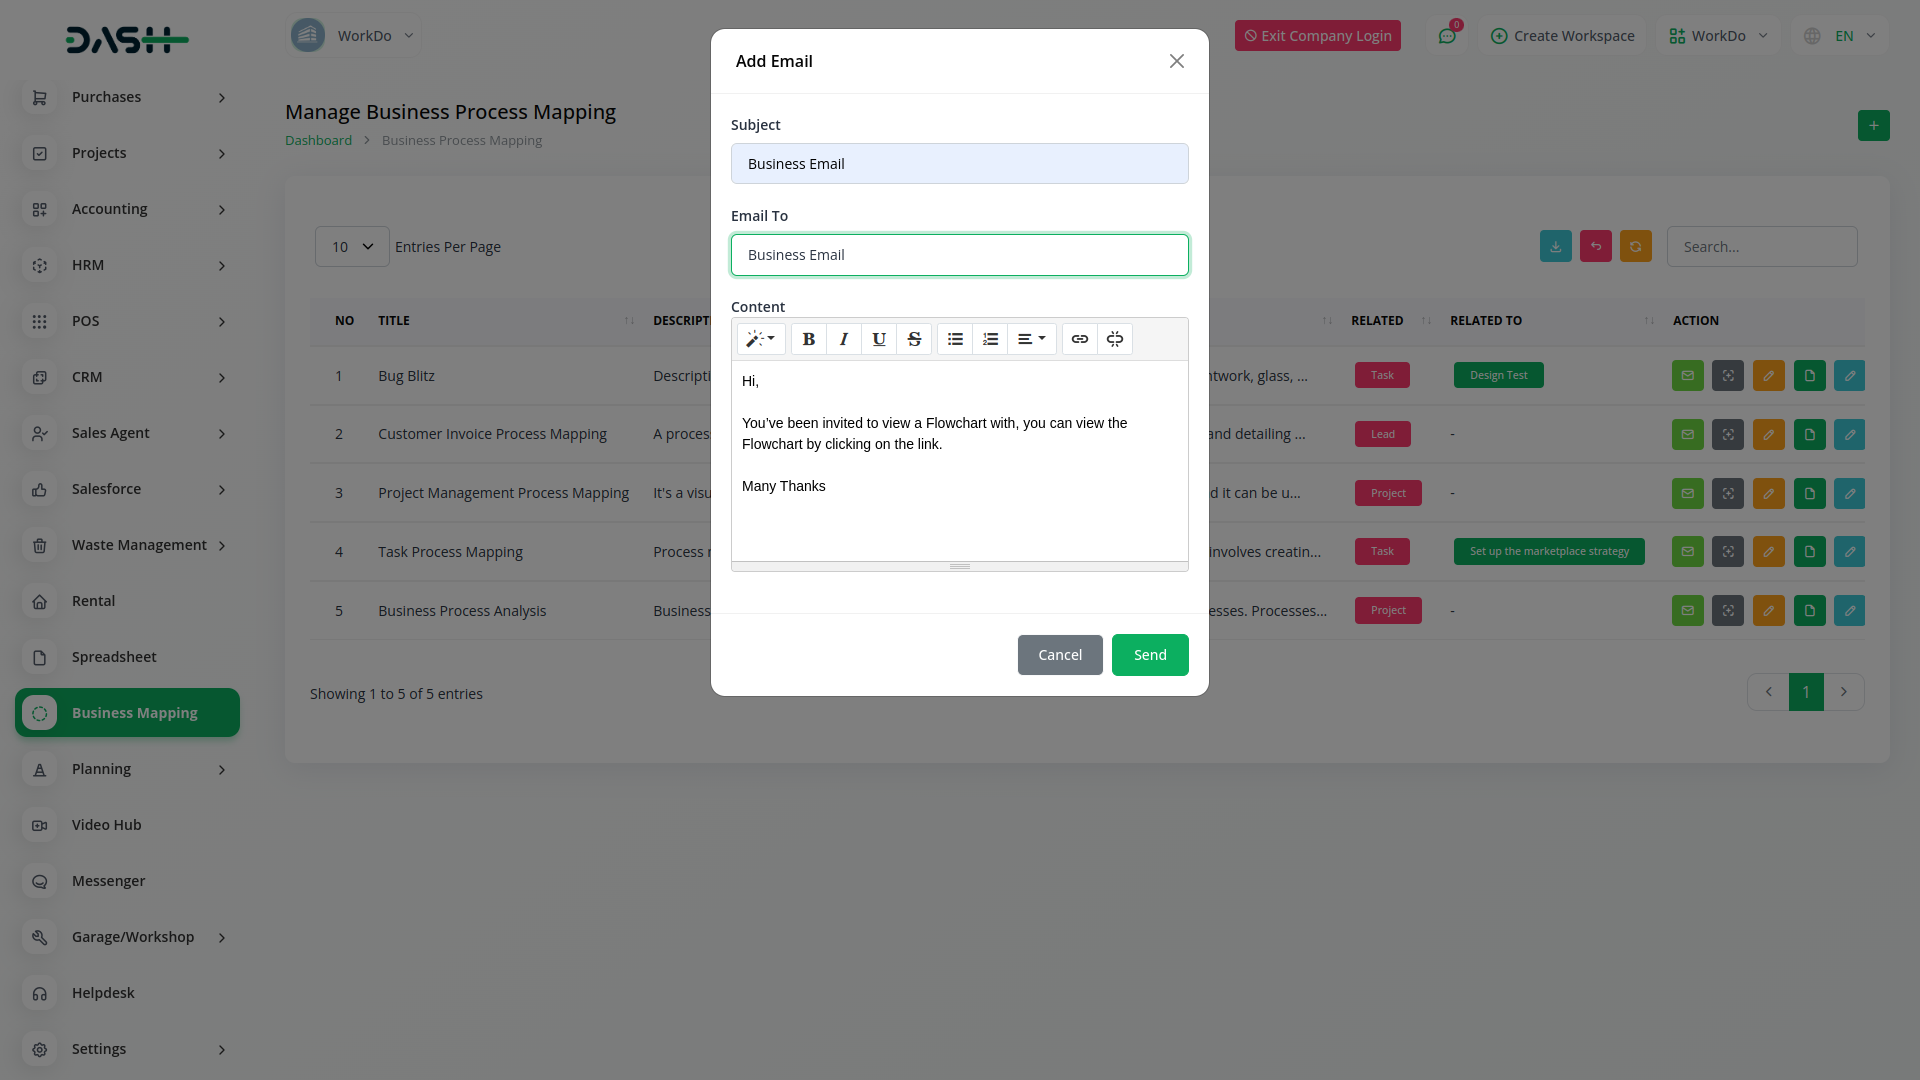 DASH
WorkDo
Exit Company Login
0
Create Workspace
WorkDo
EN
Purchases
Projects
Accounting
HRM
POS
CRM
Sales Agent
Salesforce
Waste Management
Rental
Spreadsheet
Business Mapping
Planning
Video Hub
Messenger
Garage/Workshop
Helpdesk
Settings
Manage Business Process Mapping
Dashboard > Business Process Mapping
10 Entries Per Page
Search...
NO TITLE DESCRIPT RELATED RELATED TO ACTION
1 Bug Blitz Descripti ntwork, glass, ... Task Design Test
2 Customer Invoice Process Mapping A proces and detailing ... Lead -
3 Project Management Process Mapping It's a visu d it can be u... Project -
4 Task Process Mapping Process involves creatin... Task Set up the marketplace strategy
5 Business Process Analysis Business esses. Processes... Project -
Showing 1 to 5 of 5 entries
1
Add Email
Subject
Business Email
Email To
Business Email
Content
B I U S
Hi,
You’ve been invited to view a Flowchart with, you can view the
Flowchart by clicking on the link.
Many Thanks
Cancel
Send